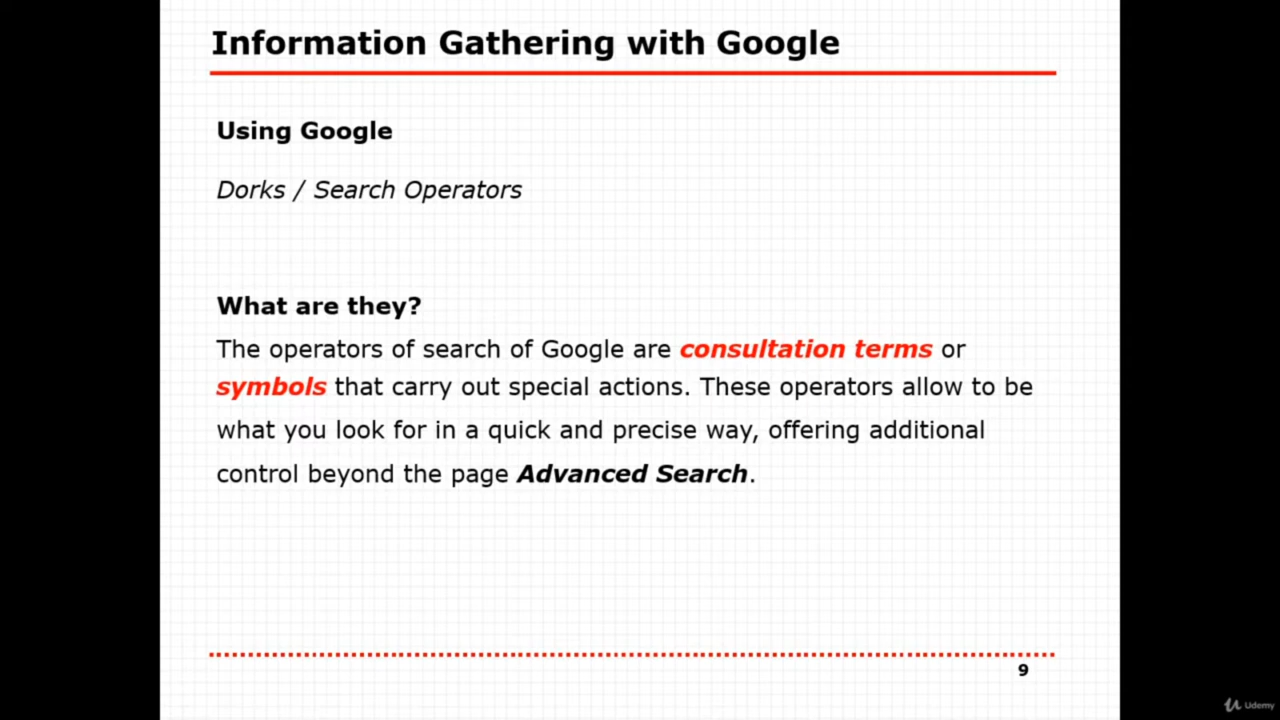 Information Gathering with Google
Using Google
Dorks / Search Operators
What are they?
The operators of search of Google are consultation terms or
symbols that carry out special actions. These operators allow to be
what you look for in a quick and precise way, offering additional
control beyond the page Advanced Search.
9
Udemy